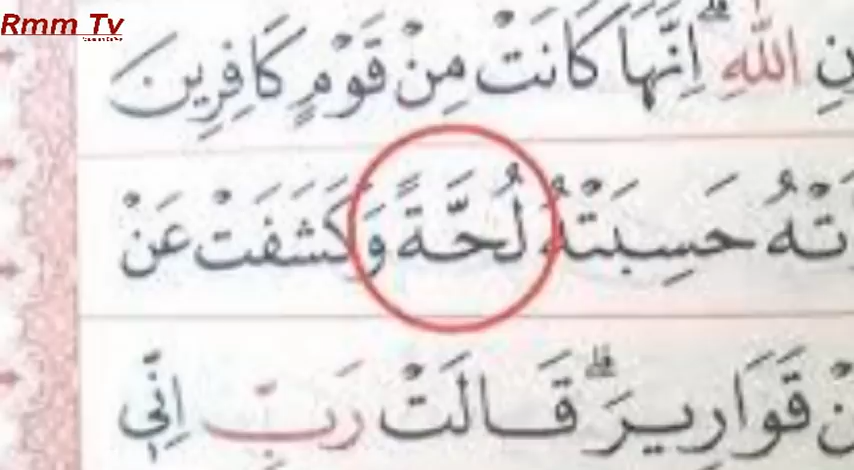 Rmm Tv
نِ اللّٰهِۜ اِنَّهَا كَانَتْ مِنْ قَوْمٍ كَافِرِينَ
تْهُ حَسِبَتْهُ لُحَّةً وَكَشَفَتْ عَنْ
نْ قَوَارِيرَۜ قَالَتْ رَبِّ اِنِّي